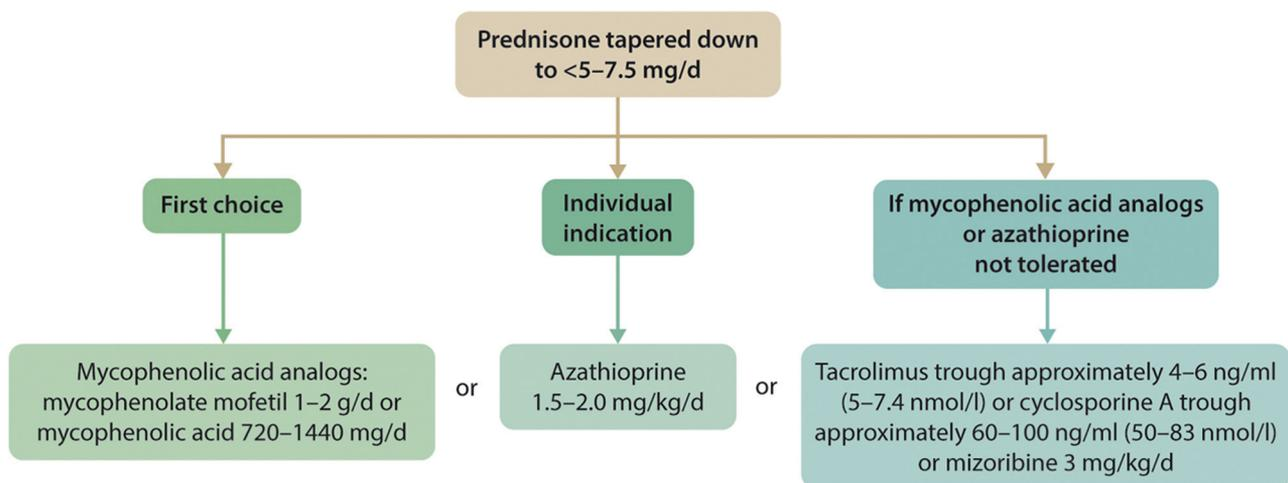 Prednisone tapered down
to <5–7.5 mg/d
First choice
Individual
indication
If mycophenolic acid analogs
or azathioprine
not tolerated
Mycophenolic acid analogs:
mycophenolate mofetil 1–2 g/d or
mycophenolic acid 720–1440 mg/d
or
Azathioprine
1.5–2.0 mg/kg/d
or
Tacrolimus trough approximately 4–6 ng/ml
(5–7.4 nmol/l) or cyclosporine A trough
approximately 60–100 ng/ml (50–83 nmol/l)
or mizoribine 3 mg/kg/d